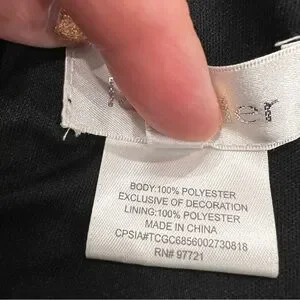 BODY:100% POLYESTER
EXCLUSIVE OF DECORATION
LINING:100% POLYESTER
MADE IN CHINA
CPSIA#TCGC6856002730818
RN# 97721